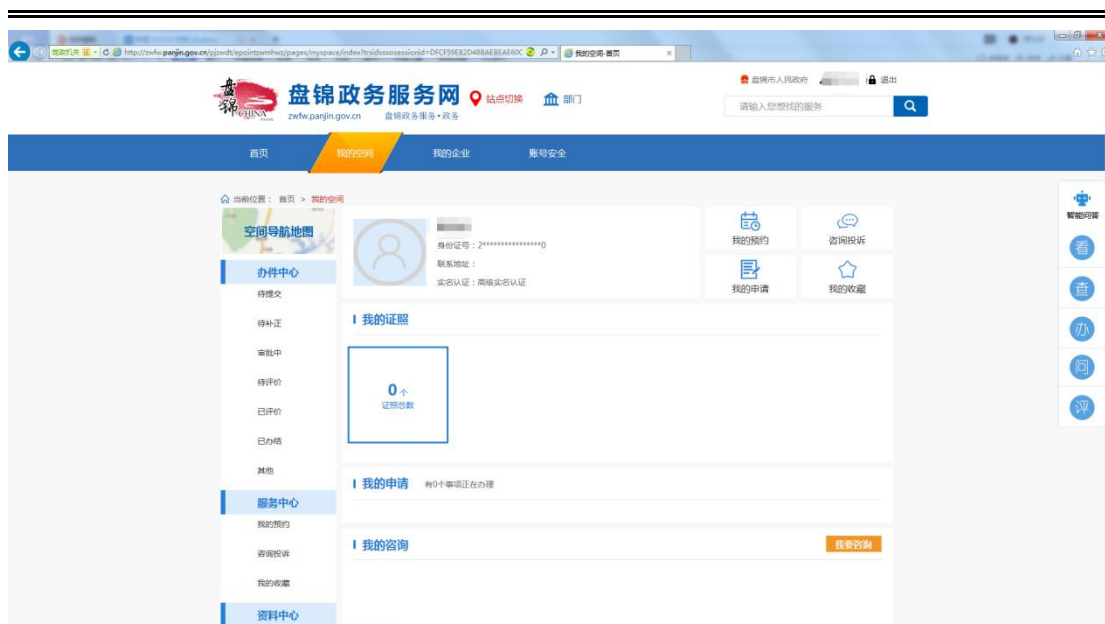 http://zwfw.panjin.gov.cn/pjzwdt/epointzwmhwz/pages/myspace/index?
我的空间-首页
盘锦
CHINA
盘锦政务服务网
zwfw.panjin.gov.cn 盘锦政务服务•政务
站点切换
部门
盘锦市人民政府
退出
请输入您想找的服务
首页 我的空间 我的企业 账号安全
当前位置： 首页 > 我的空间
空间导航地图
办件中心
待提交
待补正
审批中
待评价
已评价
已办结
其他
服务中心
我的预约
咨询投诉
我的收藏
资料中心
身份证号：2****************0
联系地址：
实名认证：高级实名认证
我的预约 咨询投诉
我的申请 我的收藏
我的证照
0 个
证照总数
我的申请 有0个事项正在办理
我的咨询
我要咨询
智能问答
看
查
办
问
评